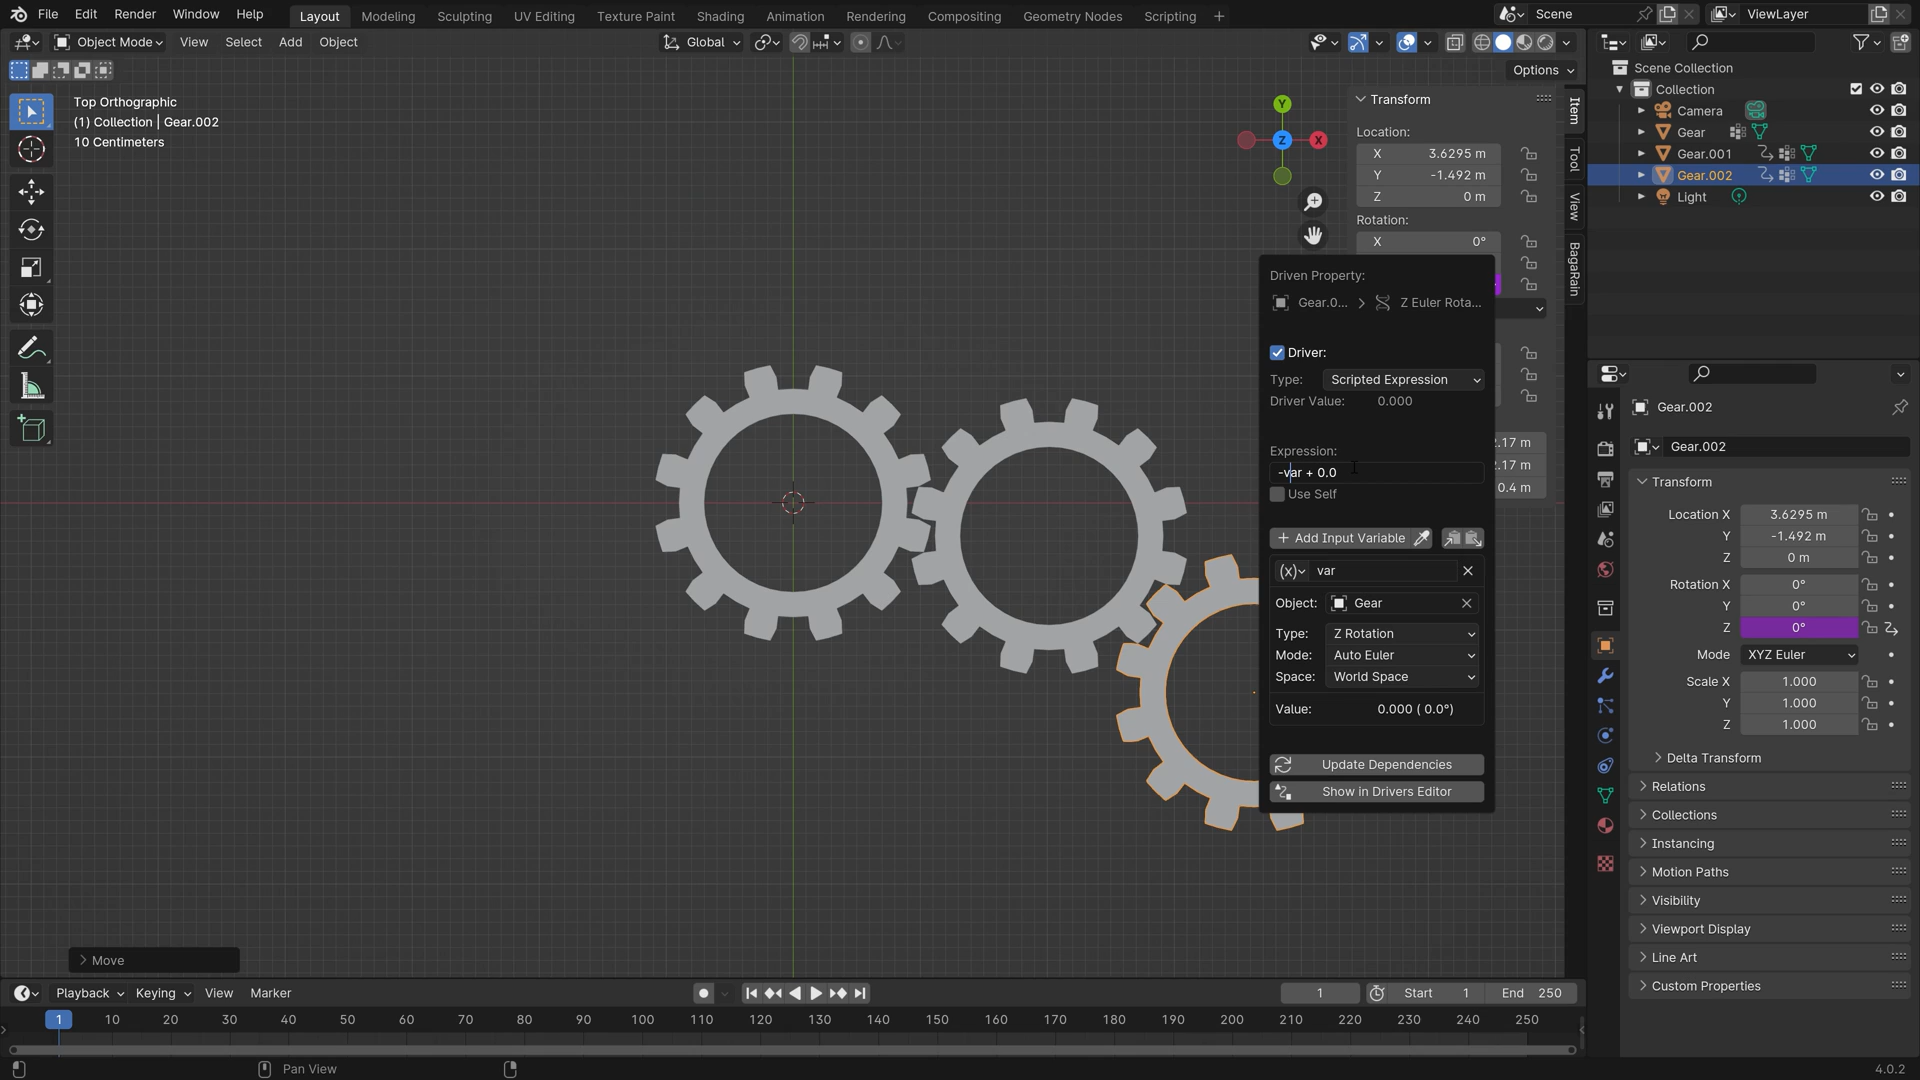 File Edit Render Window Help Layout Modeling Sculpting UV Editing Texture Paint Shading Animation Rendering Compositing Geometry Nodes Scripting + Scene ViewLayer
Object Mode View Select Add Object Global
Options
Top Orthographic
(1) Collection | Gear.002
10 Centimeters
Y
Z
X
Transform
Location:
X 3.6295 m
Y -1.492 m
Z 0 m
Rotation:
X 0°
Item
Tool
View
BagaRain
2.17 m
2.17 m
0.4 m
Driven Property:
Gear.0... Z Euler Rota...
Driver:
Type: Scripted Expression
Driver Value: 0.000
Expression:
-var + 0.0
Use Self
+ Add Input Variable
(x) var
Object: Gear
Type: Z Rotation
Mode: Auto Euler
Space: World Space
Value: 0.000 ( 0.0°)
Update Dependencies
Show in Drivers Editor
Scene Collection
Collection
Camera
Gear
Gear.001
Gear.002
Light
Gear.002
Gear.002
Transform
Location X 3.6295 m
Y -1.492 m
Z 0 m
Rotation X 0°
Y 0°
Z 0°
Mode XYZ Euler
Scale X 1.000
Y 1.000
Z 1.000
Delta Transform
Relations
Collections
Instancing
Motion Paths
Visibility
Viewport Display
Line Art
Custom Properties
Move
Playback Keying View Marker 1 Start 1 End 250
1 10 20 30 40 50 60 70 80 90 100 110 120 130 140 150 160 170 180 190 200 210 220 230 240 250
Pan View 4.0.2